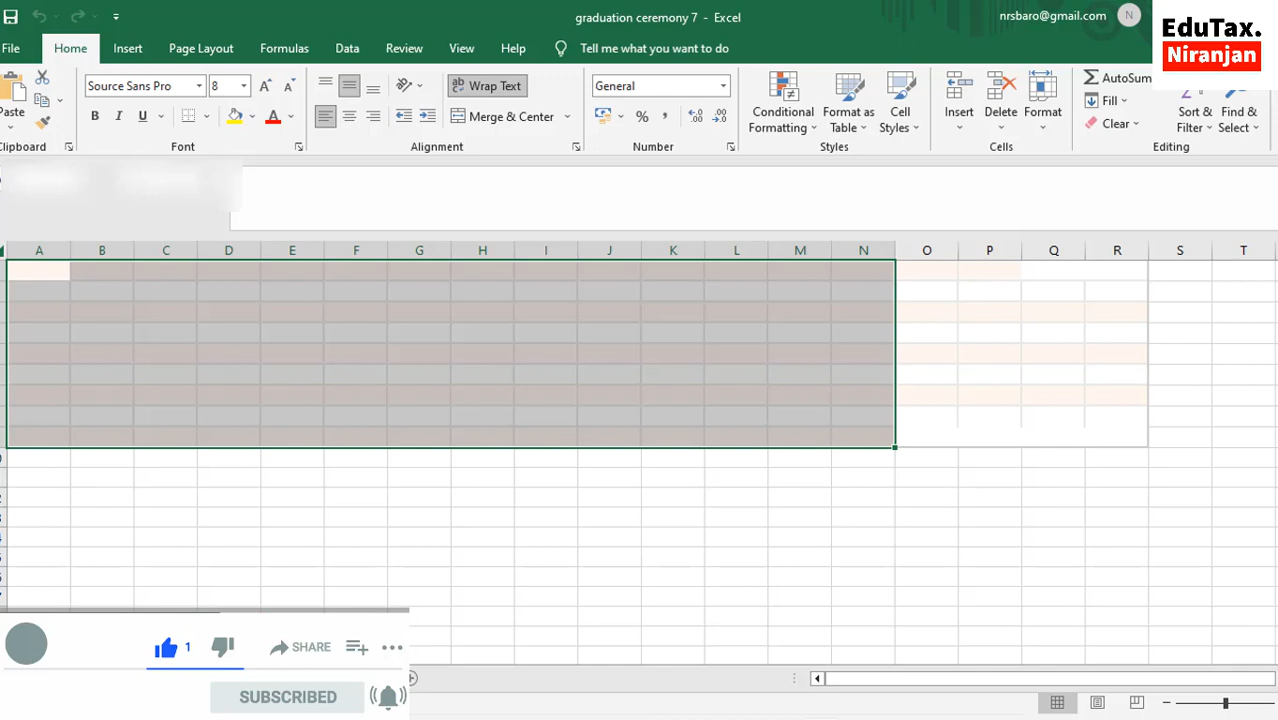 graduation ceremony 7 - Excel
nrsbaro@gmail.com N
EduTax.
Niranjan
File Home Insert Page Layout Formulas Data Review View Help Tell me what you want to do
Source Sans Pro 8 Wrap Text General AutoSum
Conditional Format as Cell Insert Delete Format Fill Sort & Find &
Paste B I U A Merge & Center % , Formatting Table Styles Clear Filter Select
Clipboard Font Alignment Number Styles Cells Editing
A B C D E F G H I J K L M N O P Q R S T
1 SHARE
SUBSCRIBED